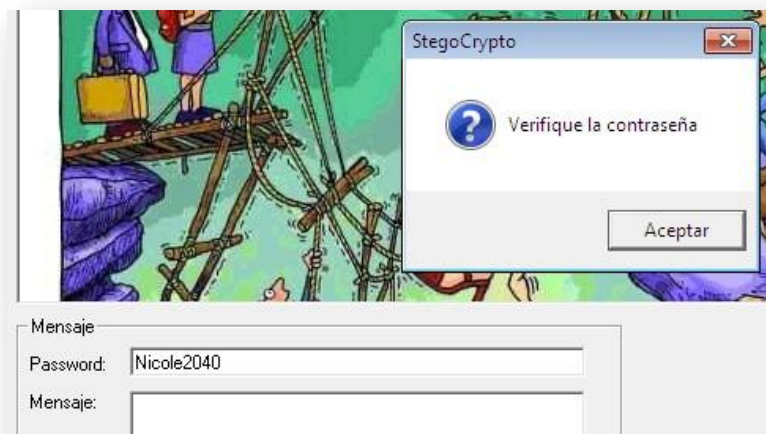 StegoCrypto
Verifique la contraseña
Aceptar
Mensaje
Password: Nicole2040
Mensaje: